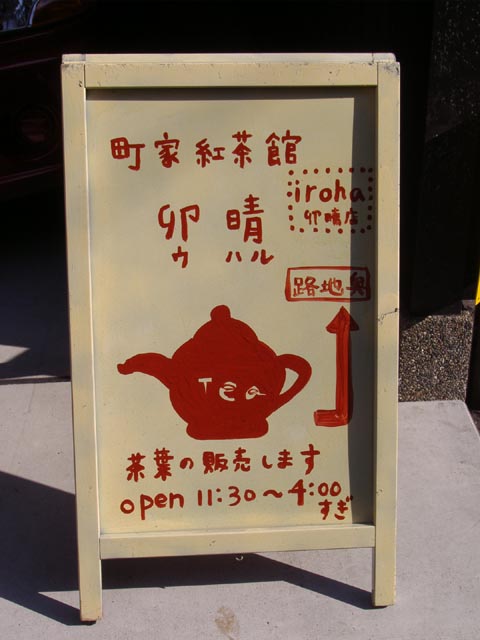 町家紅茶館
iroha
卯晴店
卯晴
ウハル
路地奥
Tea
茶葉の販売します
open 11:30～4:00
すぎ